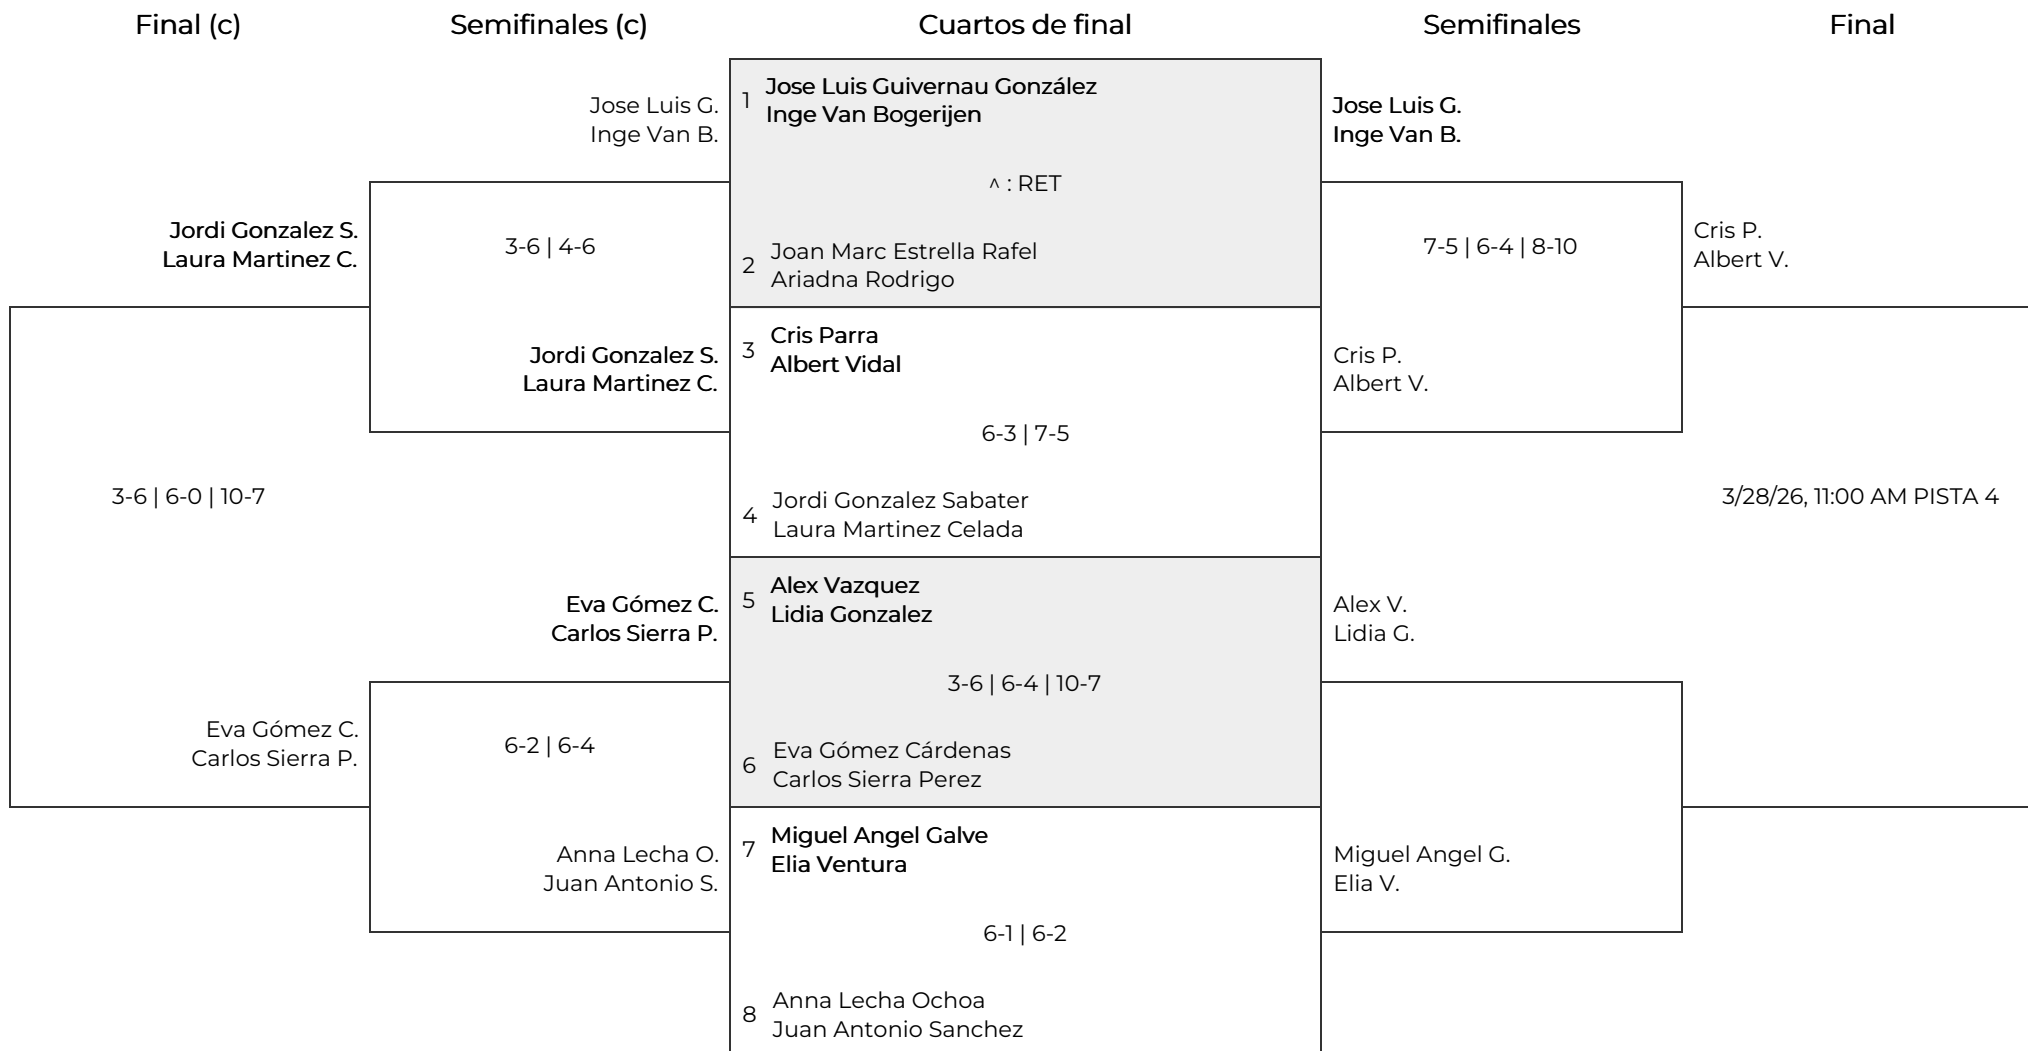 Final (c)
Semifinales (c)
Cuartos de final
Semifinales
Final
Jordi Gonzalez S.
Laura Martinez C.
3-6 | 6-0 | 10-7
Eva Gómez C.
Carlos Sierra P.
Jose Luis G.
Inge Van B.
3-6 | 4-6
Jordi Gonzalez S.
Laura Martinez C.
Eva Gómez C.
Carlos Sierra P.
6-2 | 6-4
Anna Lecha O.
Juan Antonio S.
1 Jose Luis Guivernau González
Inge Van Bogerijen
^ : RET
2 Joan Marc Estrella Rafel
Ariadna Rodrigo
3 Cris Parra
Albert Vidal
6-3 | 7-5
4 Jordi Gonzalez Sabater
Laura Martinez Celada
5 Alex Vazquez
Lidia Gonzalez
3-6 | 6-4 | 10-7
6 Eva Gómez Cárdenas
Carlos Sierra Perez
7 Miguel Angel Galve
Elia Ventura
6-1 | 6-2
8 Anna Lecha Ochoa
Juan Antonio Sanchez
Jose Luis G.
Inge Van B.
7-5 | 6-4 | 8-10
Cris P.
Albert V.
Alex V.
Lidia G.
Miguel Angel G.
Elia V.
Cris P.
Albert V.
3/28/26, 11:00 AM PISTA 4